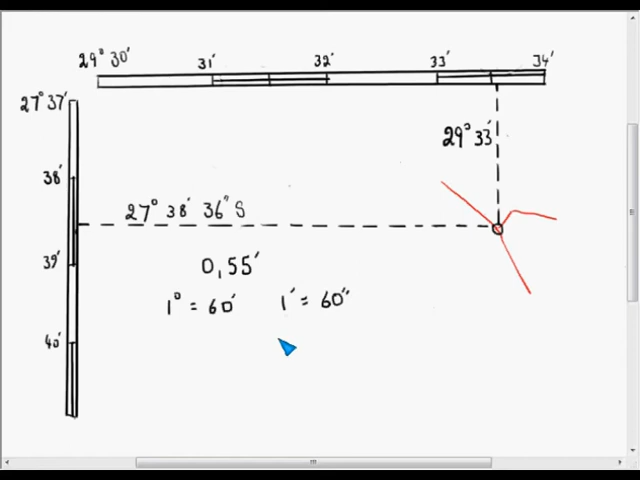 29° 30′ 31′ 32′ 33′ 34′
27° 37′
29° 33′
38′
27° 38′ 36″ S
39′
0,55′
1° = 60′ 1′ = 60″
40′